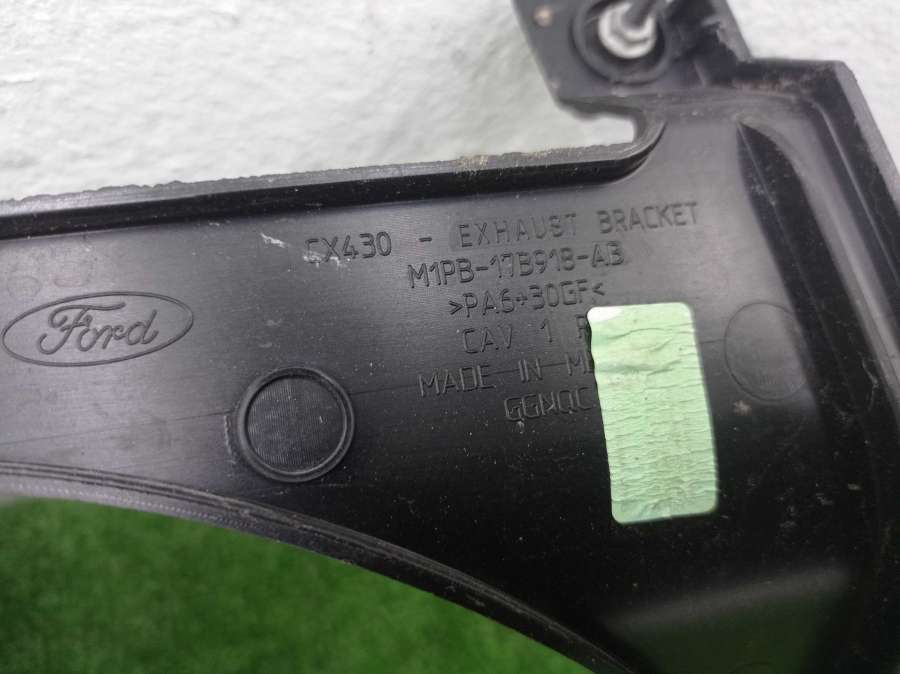 CX430 - EXHAUST BRACKET
M1PB-17B918-AB
>PA6+30GF<
CAV 1
MADE IN
Ford